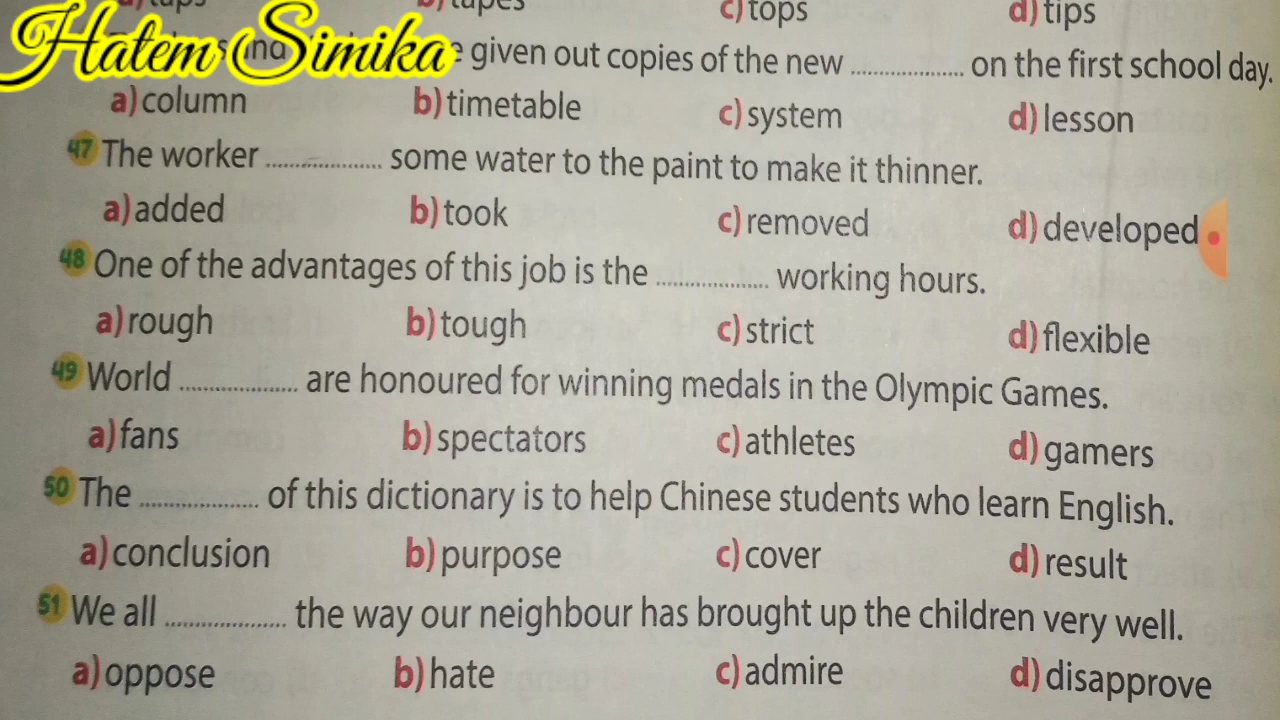 c) tops d) tips
Hatem Simika given out copies of the new .................... on the first school day.
a) column b) timetable c) system d) lesson
47 The worker .................... some water to the paint to make it thinner.
a) added b) took c) removed d) developed
48 One of the advantages of this job is the .................... working hours.
a) rough b) tough c) strict d) flexible
49 World .................... are honoured for winning medals in the Olympic Games.
a) fans b) spectators c) athletes d) gamers
50 The .................... of this dictionary is to help Chinese students who learn English.
a) conclusion b) purpose c) cover d) result
51 We all .................... the way our neighbour has brought up the children very well.
a) oppose b) hate c) admire d) disapprove